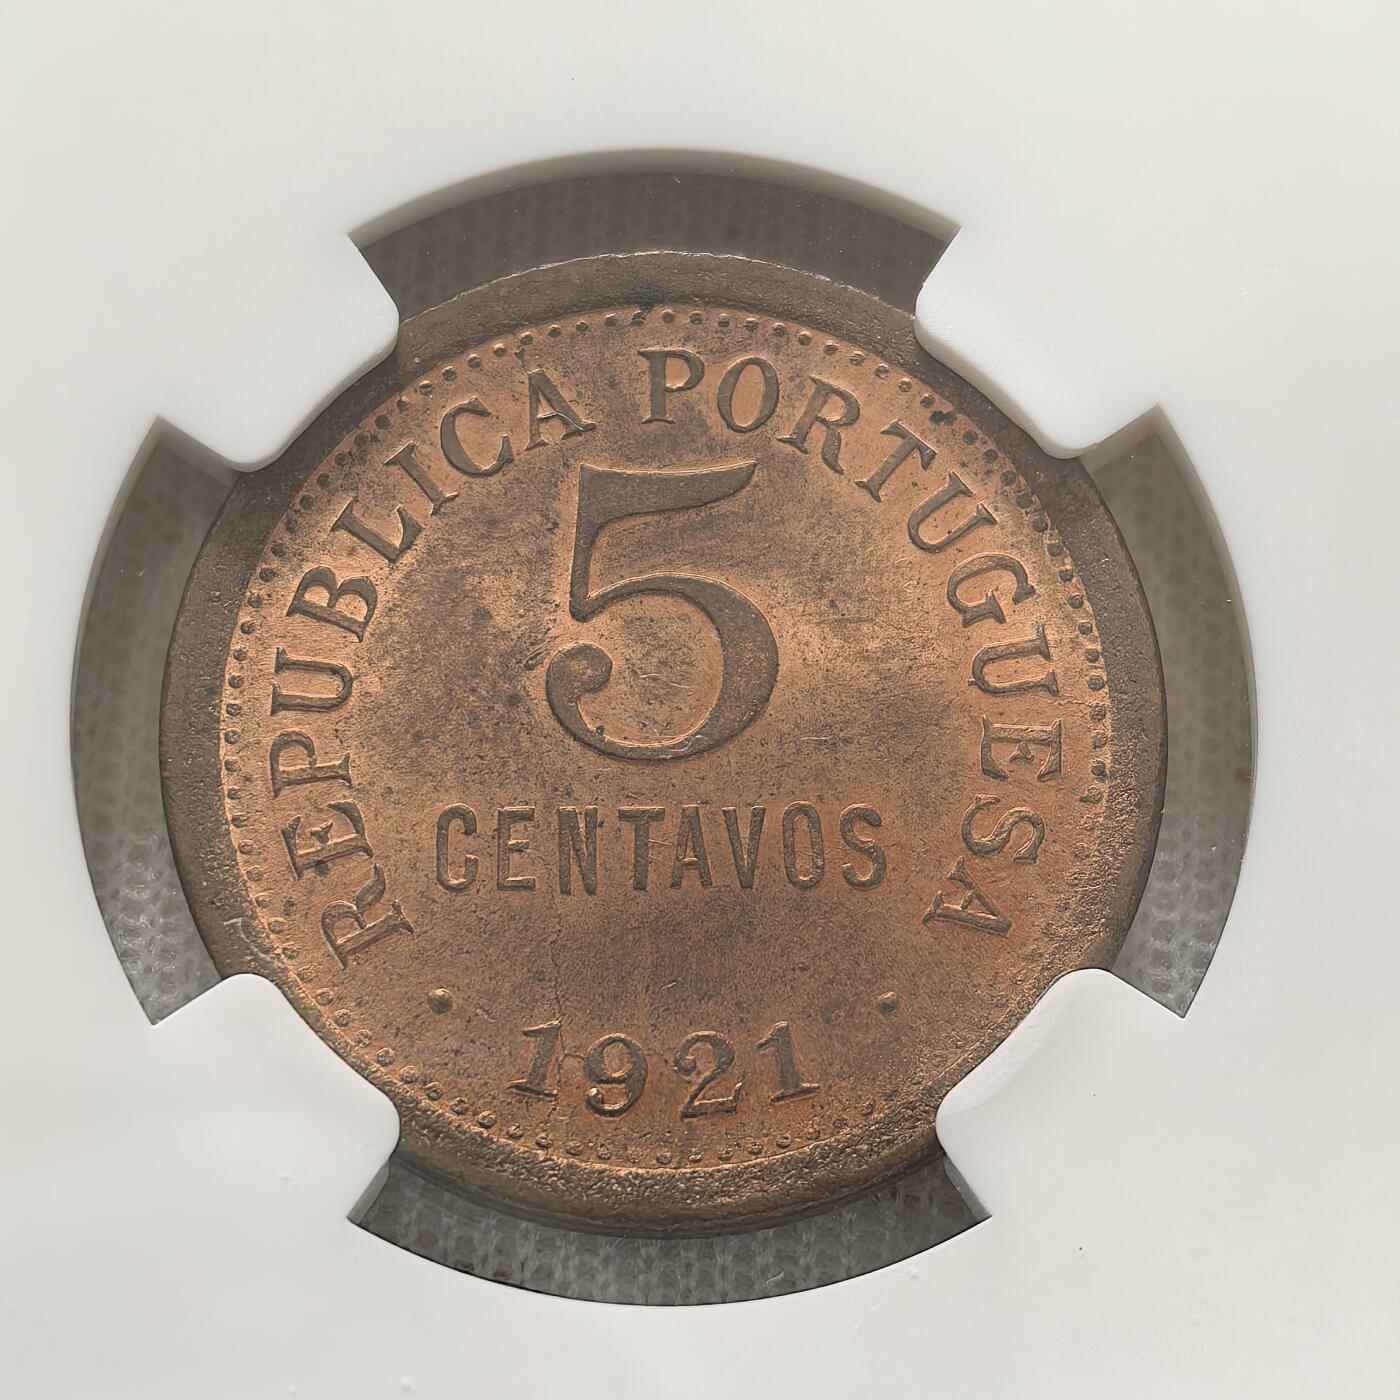 REPUBLICA PORTUGUESA
5
CENTAVOS
• 1921 •